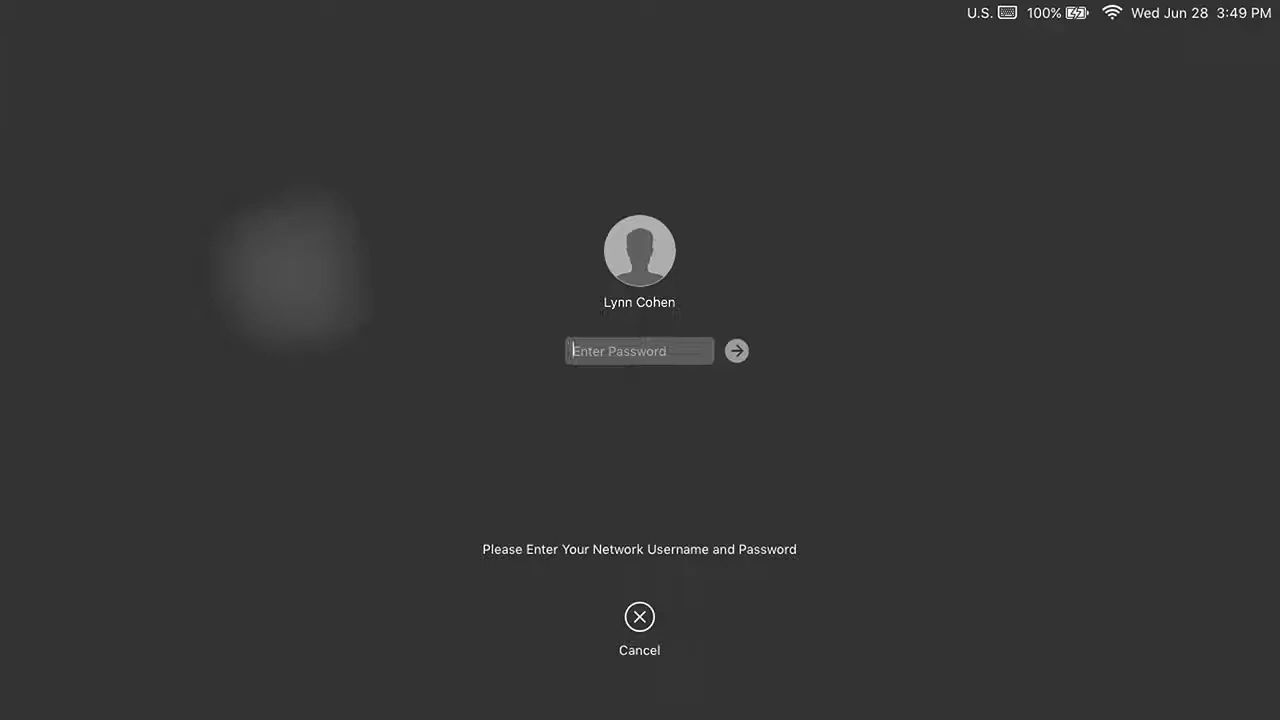 U.S. 100% Wed Jun 28 3:49 PM
Lynn Cohen
Enter Password
Please Enter Your Network Username and Password
Cancel